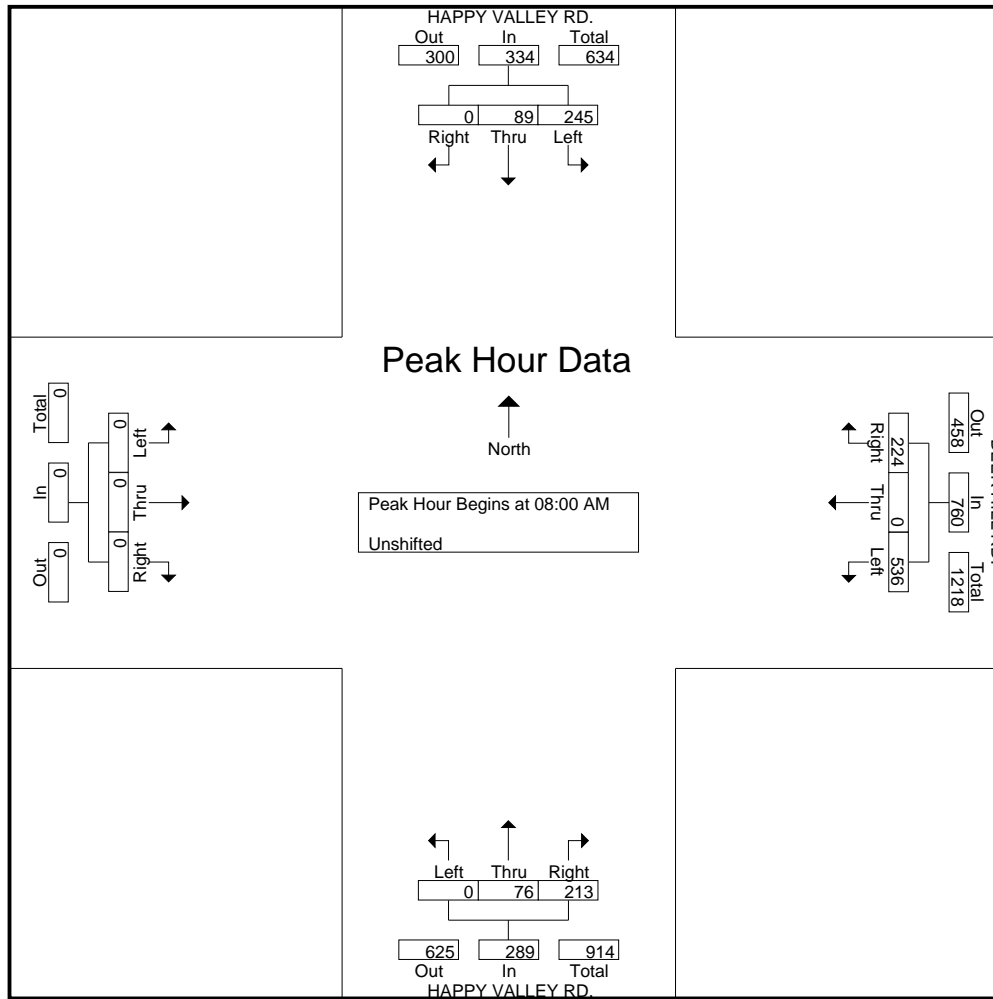 HAPPY VALLEY RD.
Out In Total
300 334 634
0 89 245
Right Thru Left
Peak Hour Data
North
Peak Hour Begins at 08:00 AM
Unshifted
Total In Out
0 0 0
0 0 0
Left Thru Right
Out In Total
458 760 1218
224 0 536
Right Thru Left
Left Thru Right
0 76 213
625 289 914
Out In Total
HAPPY VALLEY RD.